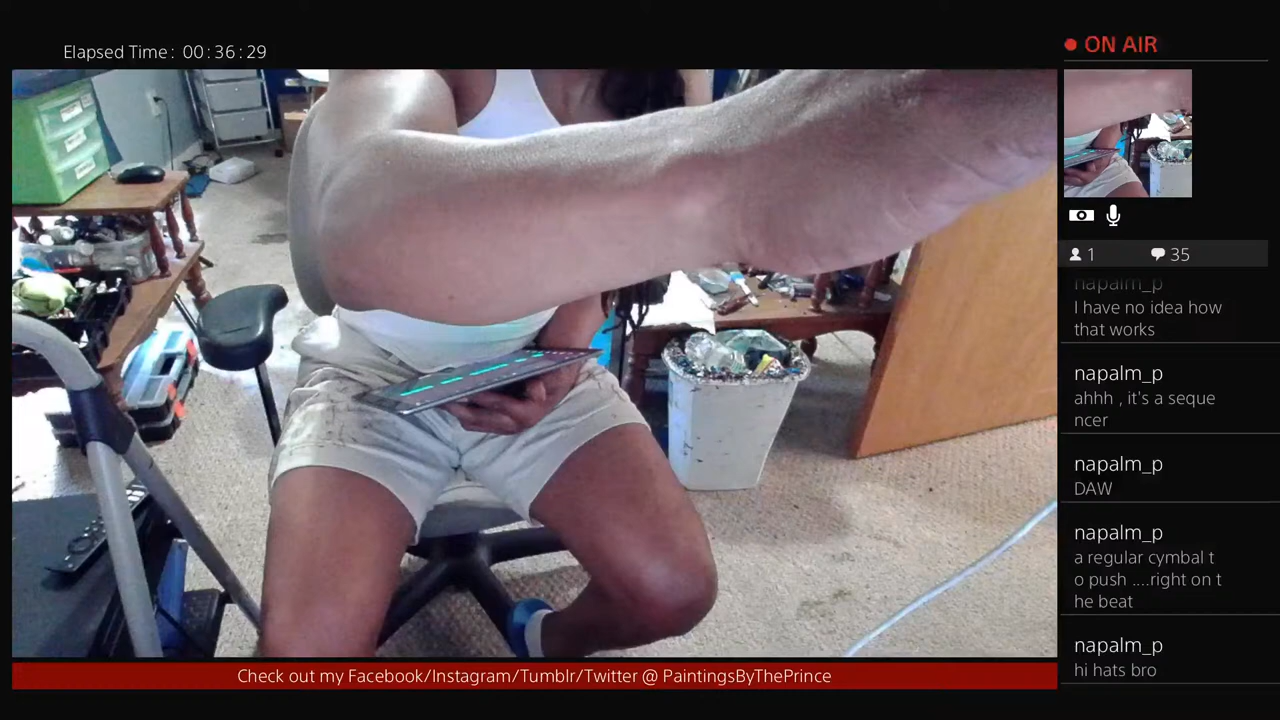 Elapsed Time: 00:36:29
ON AIR
1 35
napalm_p
I have no idea how
that works
napalm_p
ahhh , it's a seque
ncer
napalm_p
DAW
napalm_p
a regular cymbal t
o push ....right on t
he beat
napalm_p
hi hats bro
Check out my Facebook/Instagram/Tumblr/Twitter @ PaintingsByThePrince